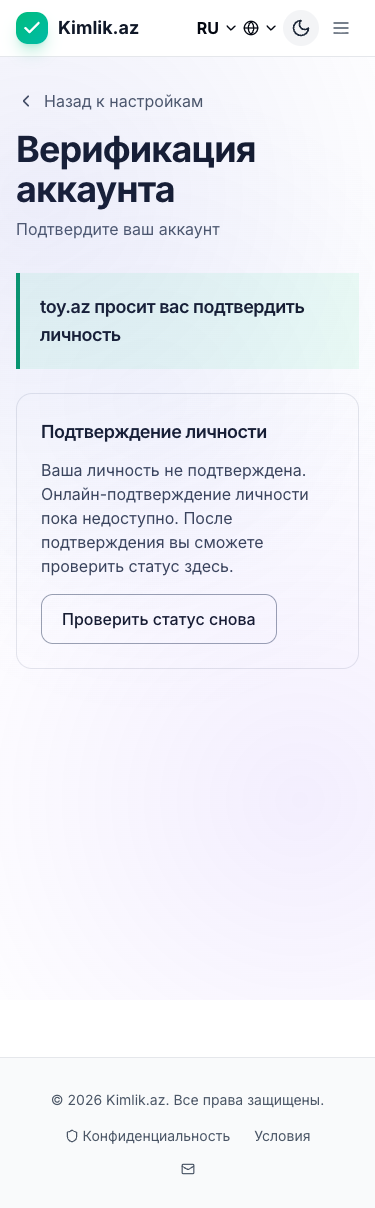 Kimlik.az
RU
Назад к настройкам
Верификация
аккаунта
Подтвердите ваш аккаунт
toy.az просит вас подтвердить
личность
Подтверждение личности
Ваша личность не подтверждена.
Онлайн-подтверждение личности
пока недоступно. После
подтверждения вы сможете
проверить статус здесь.
Проверить статус снова
© 2026 Kimlik.az. Все права защищены.
Конфиденциальность Условия